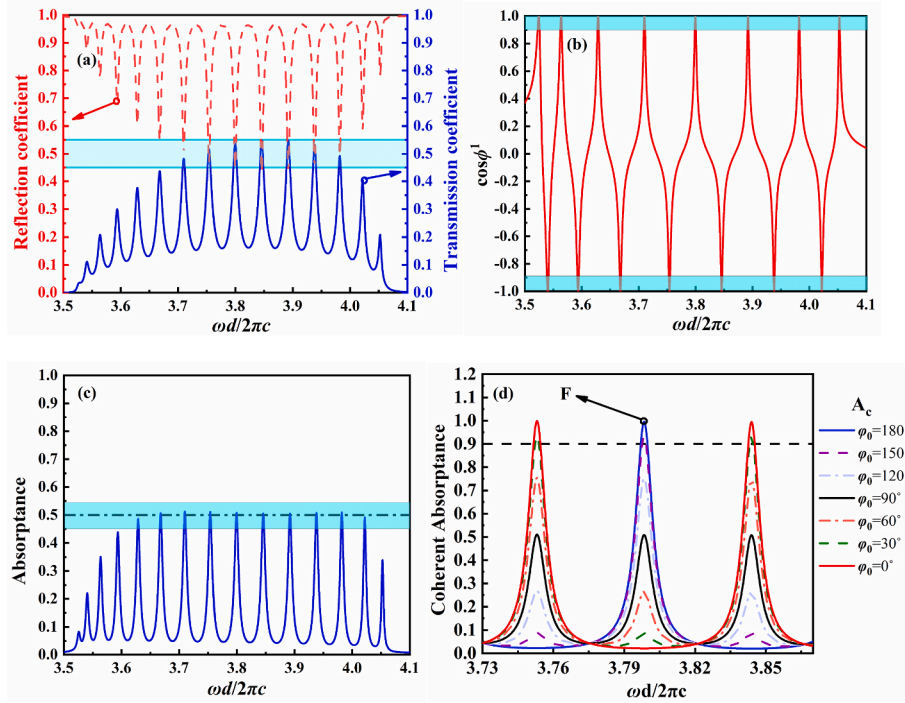 (a)
Reflection coefficient
1.0
0.9
0.8
0.7
0.6
0.5
0.4
0.3
0.2
0.1
0.0
3.5 3.6 3.7 3.8 3.9 4.0 4.1
ωd/2πc
1.0
0.9
0.8
0.7
0.6
0.5
0.4
0.3
0.2
0.1
0.0
Transmission coefficient
(b)
cosϕ¹
1.0
0.8
0.6
0.4
0.2
0.0
-0.2
-0.4
-0.6
-0.8
-1.0
3.5 3.6 3.7 3.8 3.9 4.0 4.1
ωd/2πc
(c)
Absorptance
1.0
0.9
0.8
0.7
0.6
0.5
0.4
0.3
0.2
0.1
0.0
3.5 3.6 3.7 3.8 3.9 4.0 4.1
ωd/2πc
(d)
F
Coherent Absorptance
1.2
1.1
1.0
0.9
0.8
0.7
0.6
0.5
0.4
0.3
0.2
0.1
0.0
3.73 3.76 3.79 3.82 3.85
ωd/2πc
A_c
φ₀=180
φ₀=150
φ₀=120
φ₀=90°
φ₀=60°
φ₀=30°
φ₀=0°